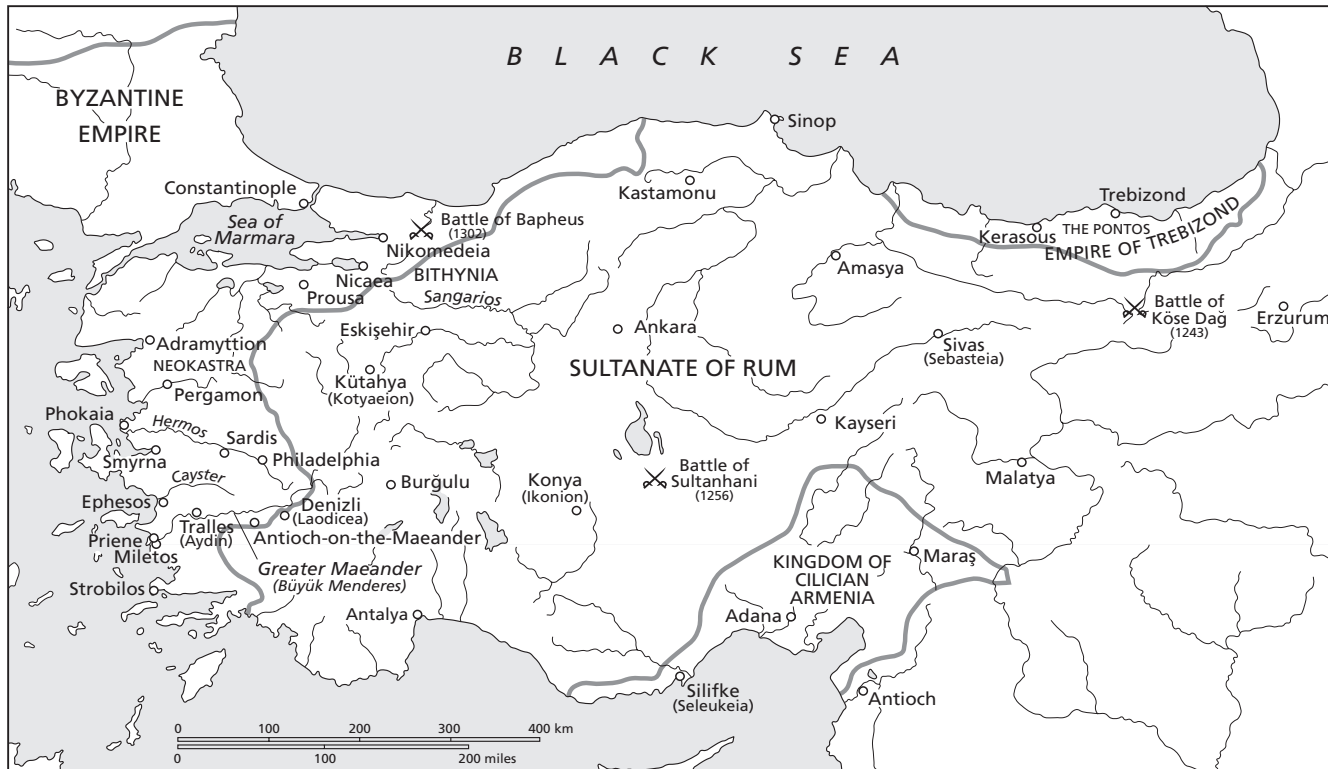 BLACK SEA
BYZANTINE
EMPIRE
Sinop
Constantinople
Kastamonu
Trebizond
Sea of
Marmara
Battle of Bapheus
(1302)
Kerasous
THE PONTOS
EMPIRE OF TREBIZOND
Nikomedeia
Nicaea
BITHYNIA
Amasya
Prousa
Sangarios
Battle of
Köse Dağ
(1243)
Erzurum
Eskişehir
Ankara
Sivas
(Sebasteia)
Adramyttion
NEOKASTRA
SULTANATE OF RUM
Kütahya
(Kotyaeion)
Pergamon
Phokaia
Hermos
Kayseri
Sardis
Smyrna
Philadelphia
Battle of
Sultanhani
(1256)
Cayster
Burğulu
Konya
(Ikonion)
Malatya
Ephesos
Denizli
(Laodicea)
Tralles
(Aydin)
Antioch-on-the-Maeander
Priene
Miletos
Maraş
Greater Maeander
(Büyük Menderes)
KINGDOM OF
CILICIAN
ARMENIA
Strobilos
Antalya
Adana
Silifke
(Seleukeia)
Antioch
0 100 200 300 400 km
0 100 200 miles